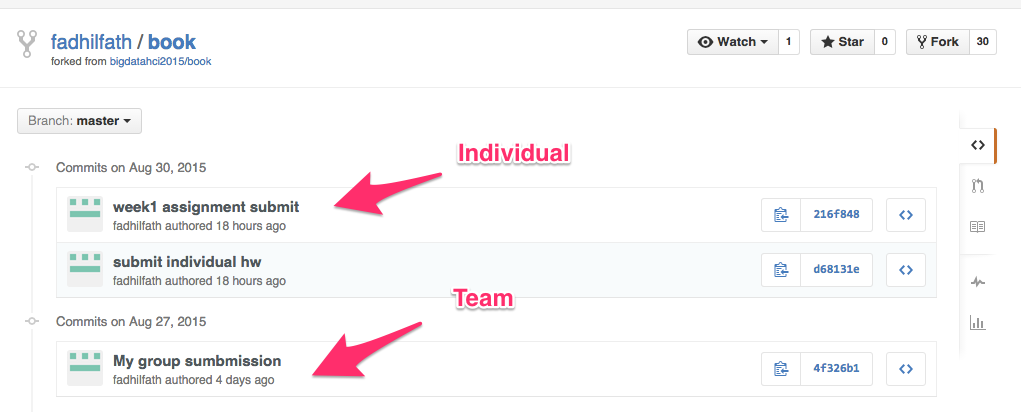 fadhilfath / book
forked from bigdatahci2015/book
Watch 1 Star 0 Fork 30
Branch: master
Commits on Aug 30, 2015
Individual
week1 assignment submit
fadhilfath authored 18 hours ago
216f848
submit individual hw
fadhilfath authored 18 hours ago
d68131e
Team
Commits on Aug 27, 2015
My group sumbmission
fadhilfath authored 4 days ago
4f326b1